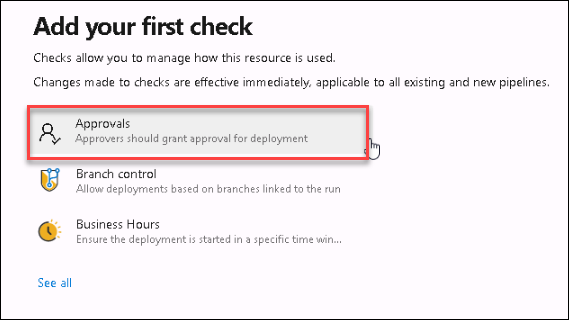 Add your first check
Checks allow you to manage how this resource is used.
Changes made to checks are effective immediately, applicable to all existing and new pipelines.
Approvals
Approvers should grant approval for deployment
Branch control
Allow deployments based on branches linked to the run
Business Hours
Ensure the deployment is started in a specific time win...
See all